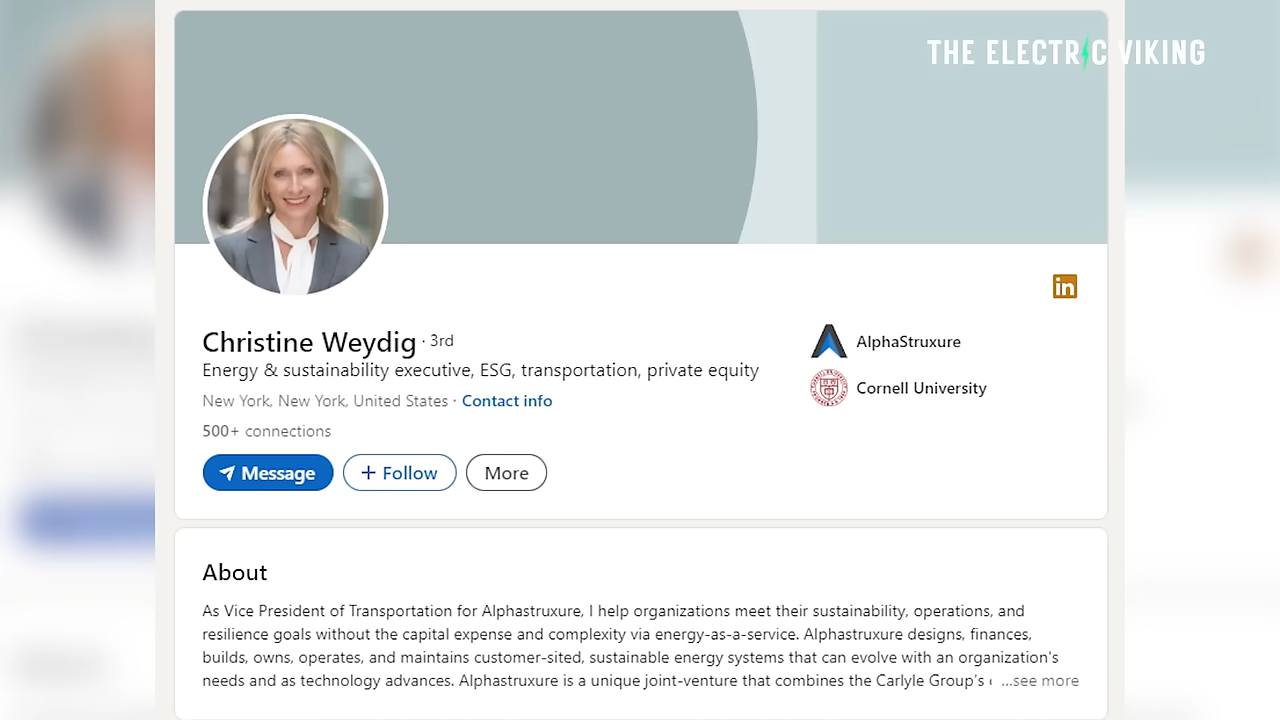 THE ELECTRIC VIKING
in
Christine Weydig · 3rd
Energy & sustainability executive, ESG, transportation, private equity
New York, New York, United States · Contact info
500+ connections
Message
+ Follow
More
AlphaStruxure
Cornell University
About
As Vice President of Transportation for Alphastruxure, I help organizations meet their sustainability, operations, and
resilience goals without the capital expense and complexity via energy-as-a-service. Alphastruxure designs, finances,
builds, owns, operates, and maintains customer-sited, sustainable energy systems that can evolve with an organization's
needs and as technology advances. Alphastruxure is a unique joint-venture that combines the Carlyle Group's ...see more